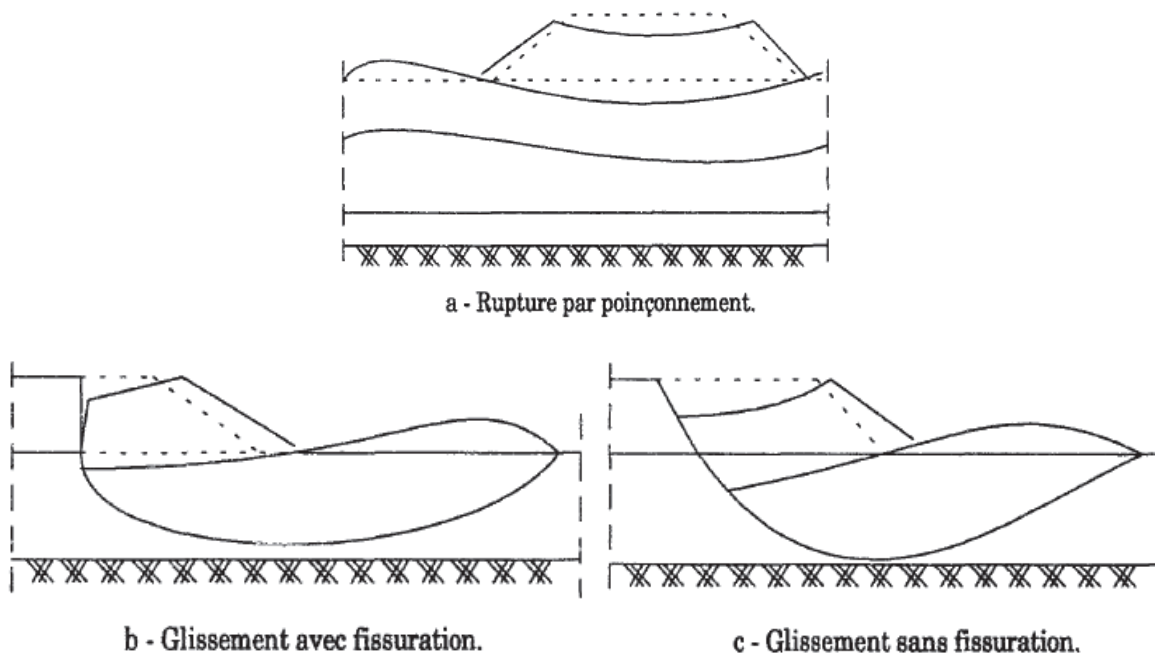 a - Rupture par poinçonnement.
b - Glissement avec fissuration.
c - Glissement sans fissuration.